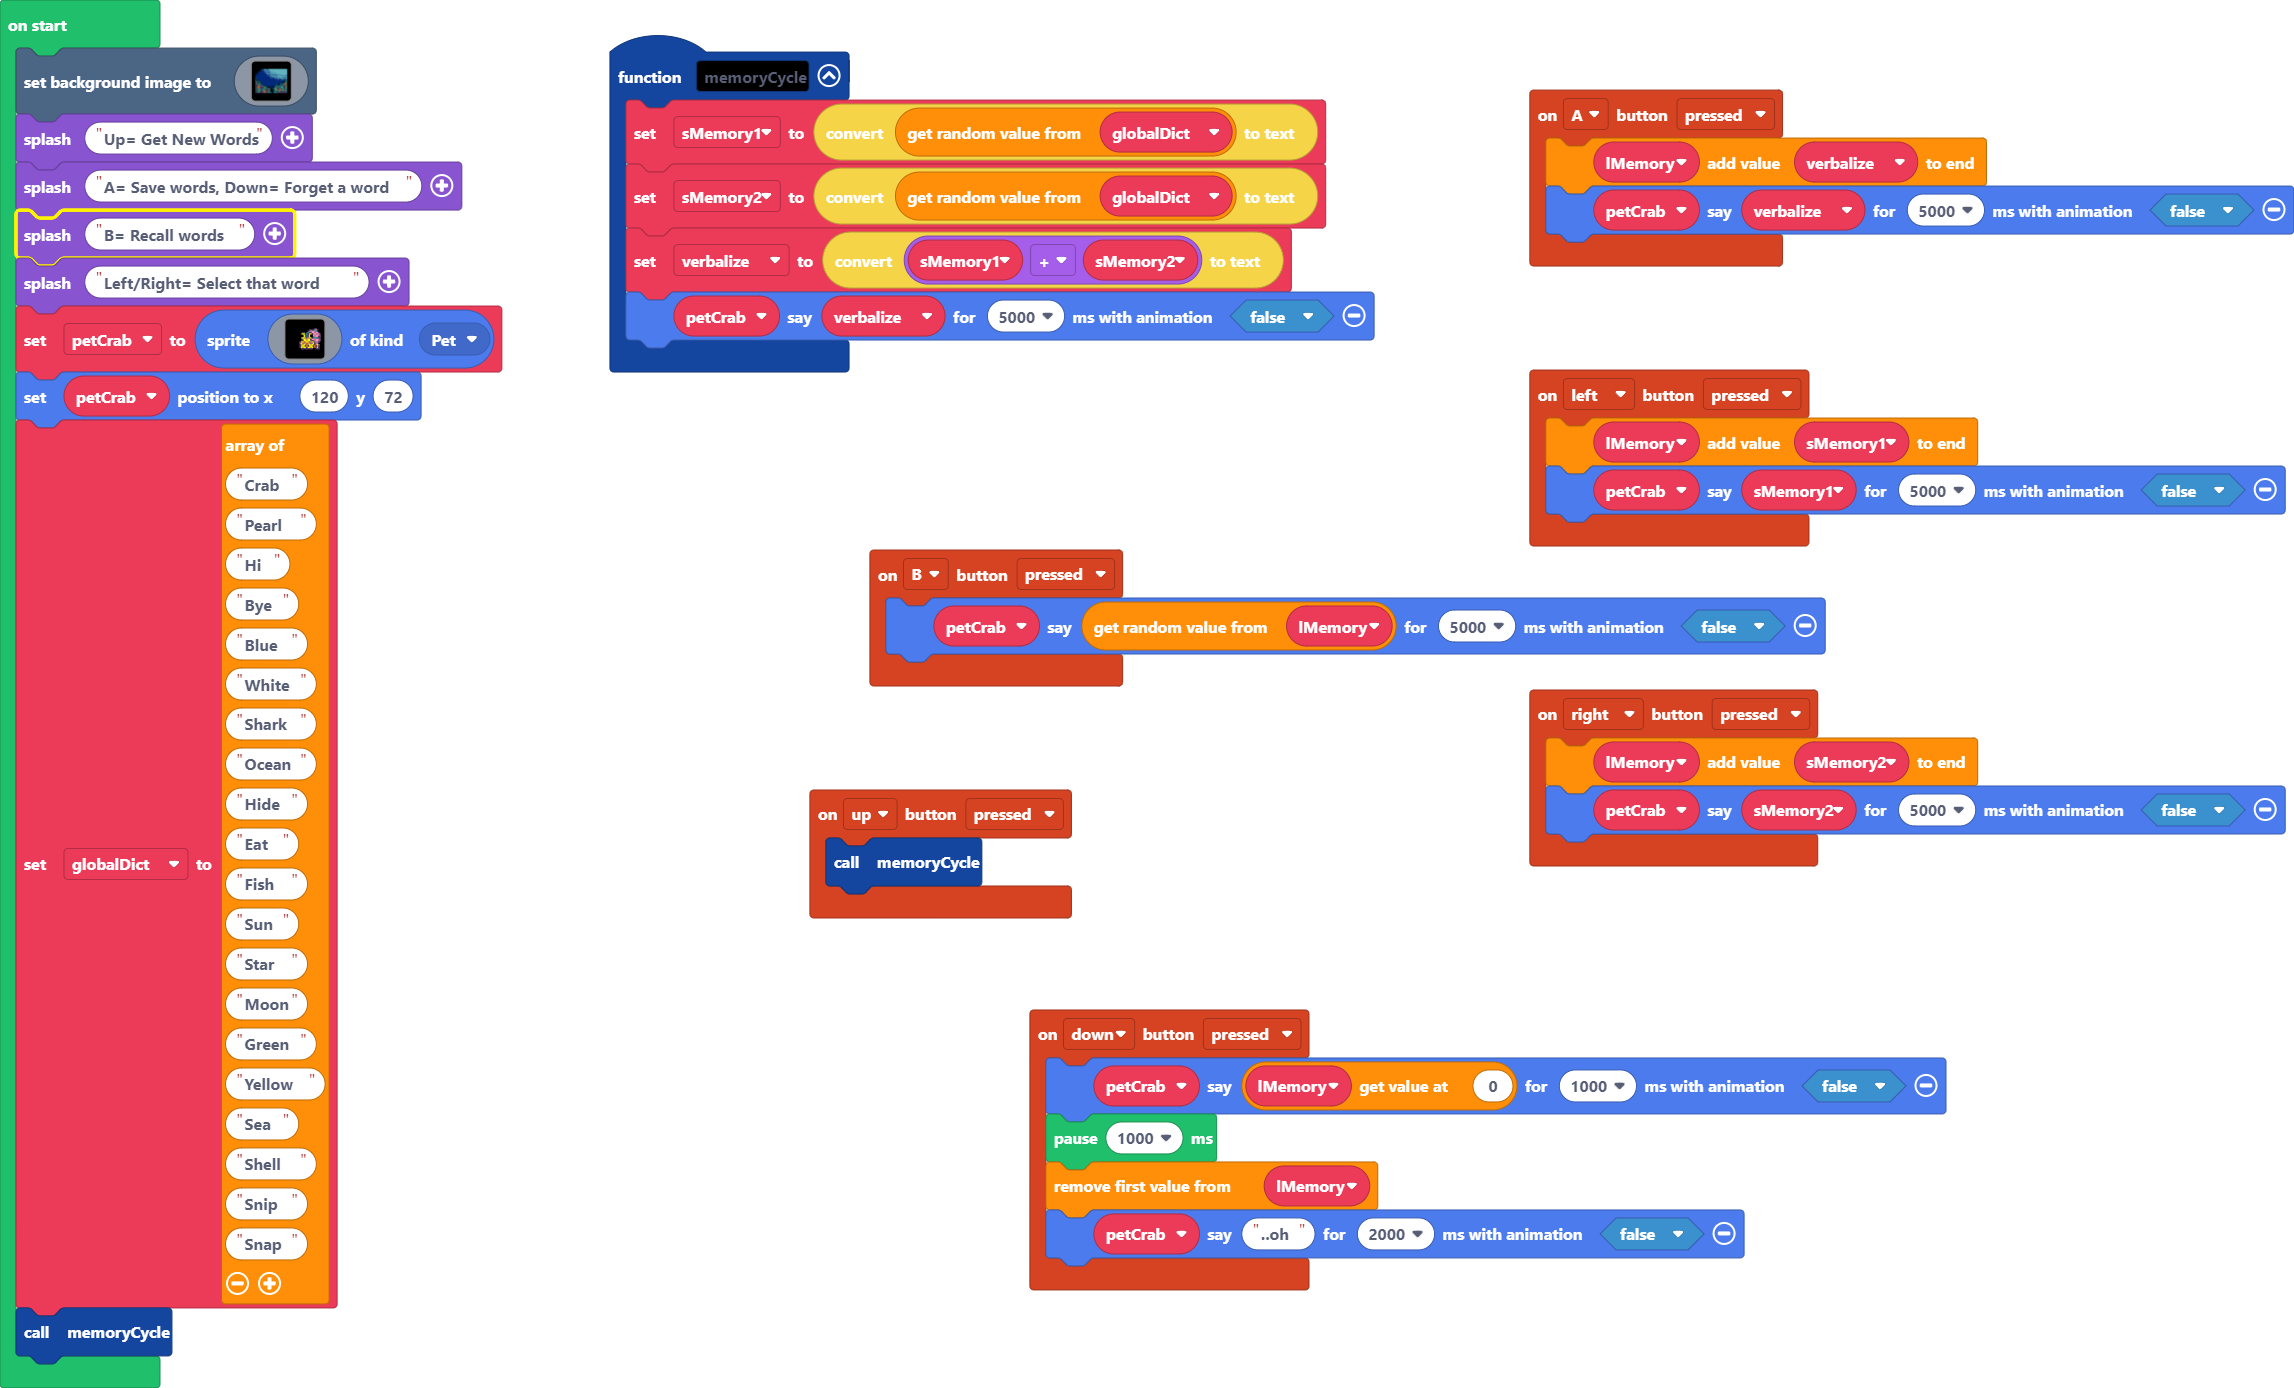 on start
set background image to
splash "Up= Get New Words"
splash "A= Save words, Down= Forget a word "
splash "B= Recall words "
splash "Left/Right= Select that word "
set petCrab to sprite of kind Pet
set petCrab position to x 120 y 72
set globalDict to
array of
"Crab"
"Pearl"
"Hi"
"Bye"
"Blue"
"White"
"Shark"
"Ocean"
"Hide"
"Eat"
"Fish"
"Sun"
"Star"
"Moon"
"Green"
"Yellow"
"Sea"
"Shell"
"Snip"
"Snap"
call memoryCycle
function memoryCycle
set sMemory1 to convert get random value from globalDict to text
set sMemory2 to convert get random value from globalDict to text
set verbalize to convert sMemory1 + sMemory2 to text
petCrab say verbalize for 5000 ms with animation false
on B button pressed
petCrab say get random value from lMemory for 5000 ms with animation false
on up button pressed
call memoryCycle
on down button pressed
petCrab say lMemory get value at 0 for 1000 ms with animation false
pause 1000 ms
remove first value from lMemory
petCrab say "..oh" for 2000 ms with animation false
on A button pressed
lMemory add value verbalize to end
petCrab say verbalize for 5000 ms with animation false
on left button pressed
lMemory add value sMemory1 to end
petCrab say sMemory1 for 5000 ms with animation false
on right button pressed
lMemory add value sMemory2 to end
petCrab say sMemory2 for 5000 ms with animation false